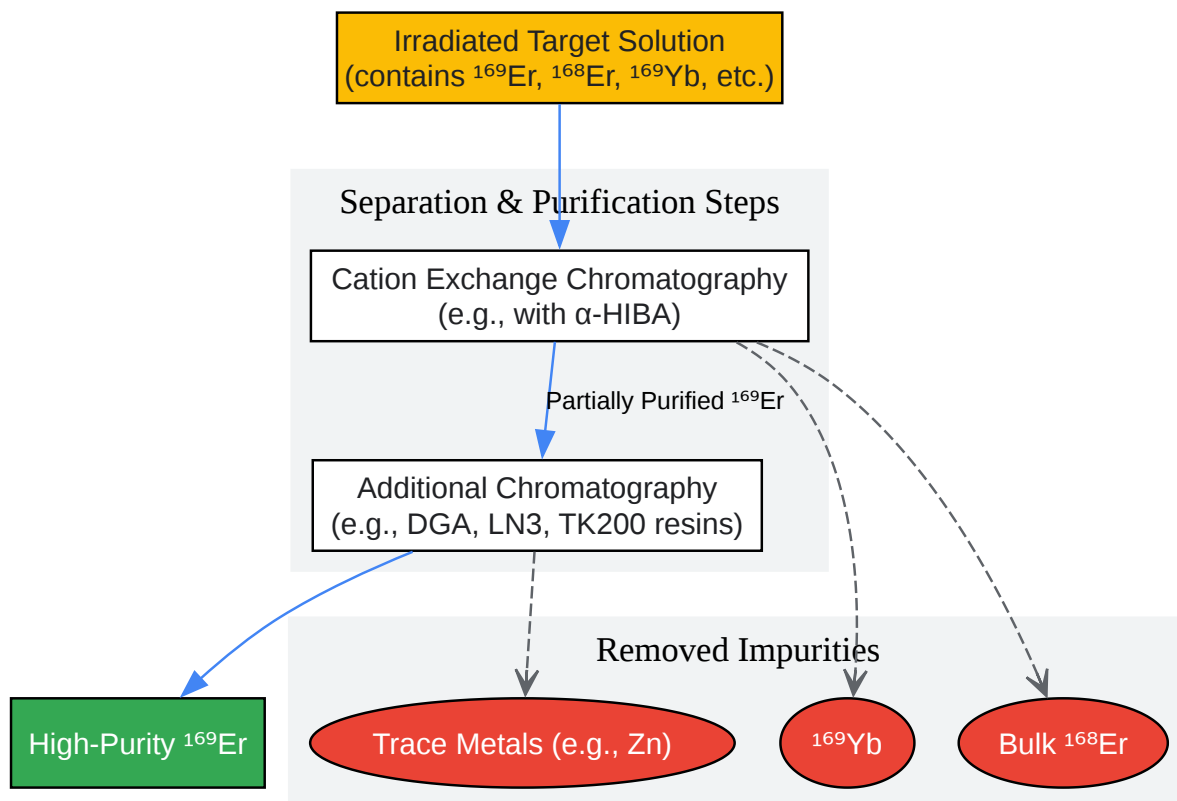 Irradiated Target Solution
(contains ¹⁶⁹Er, ¹⁶⁸Er, ¹⁶⁹Yb, etc.)
Separation & Purification Steps
Cation Exchange Chromatography
(e.g., with α-HIBA)
Partially Purified ¹⁶⁹Er
Additional Chromatography
(e.g., DGA, LN3, TK200 resins)
Removed Impurities
High-Purity ¹⁶⁹Er
Trace Metals (e.g., Zn)
¹⁶⁹Yb
Bulk ¹⁶⁸Er